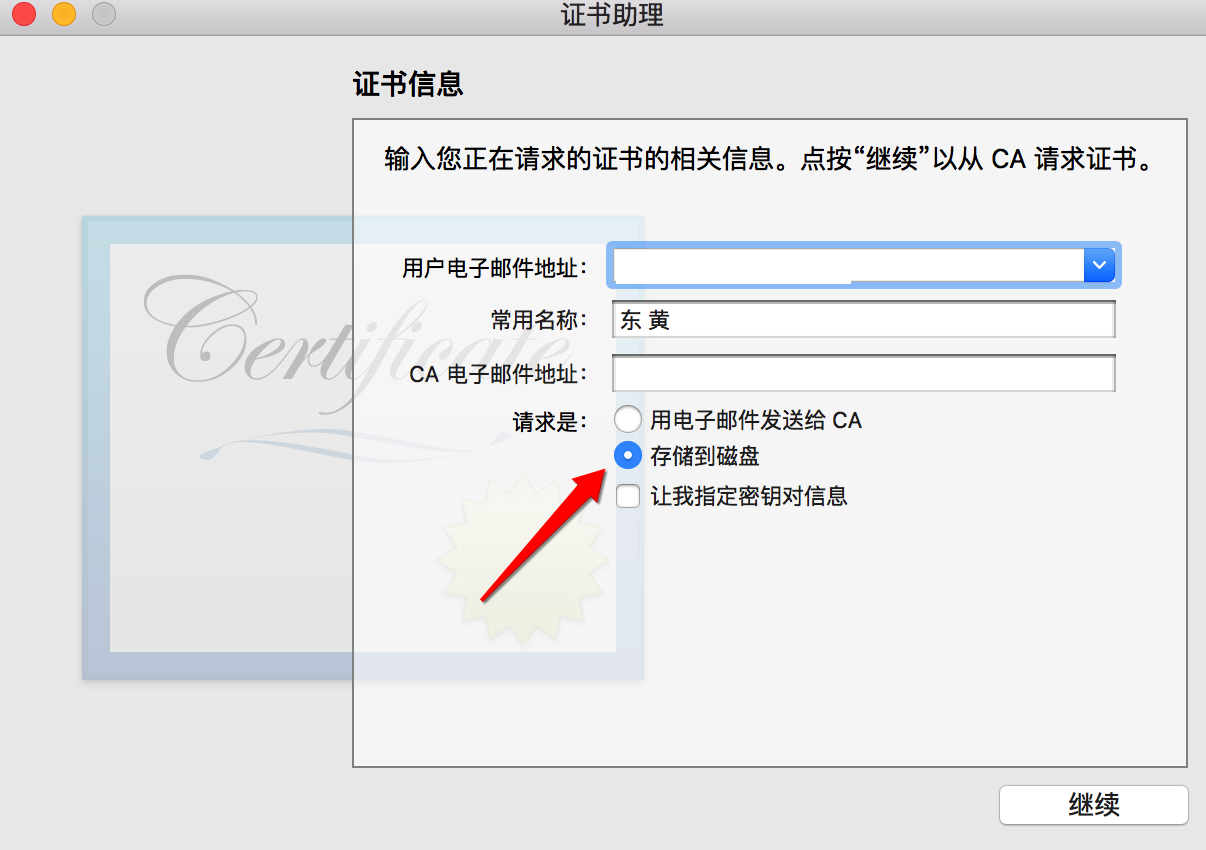 证书助理
证书信息
输入您正在请求的证书的相关信息。点按“继续”以从 CA 请求证书。
Certificate
用户电子邮件地址：
常用名称： 东 黄
CA 电子邮件地址：
请求是： 用电子邮件发送给 CA
存储到磁盘
让我指定密钥对信息
继续